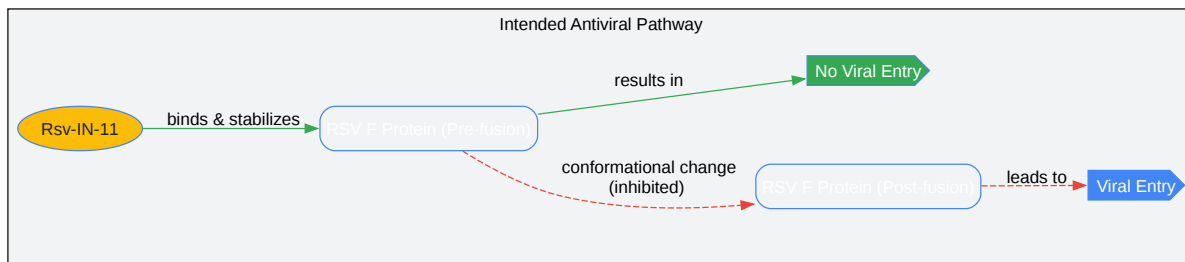 Intended Antiviral Pathway
Rsv-IN-11
binds & stabilizes
RSV F Protein (Pre-fusion)
results in
No Viral Entry
conformational change
(inhibited)
RSV F Protein (Post-fusion)
leads to
Viral Entry